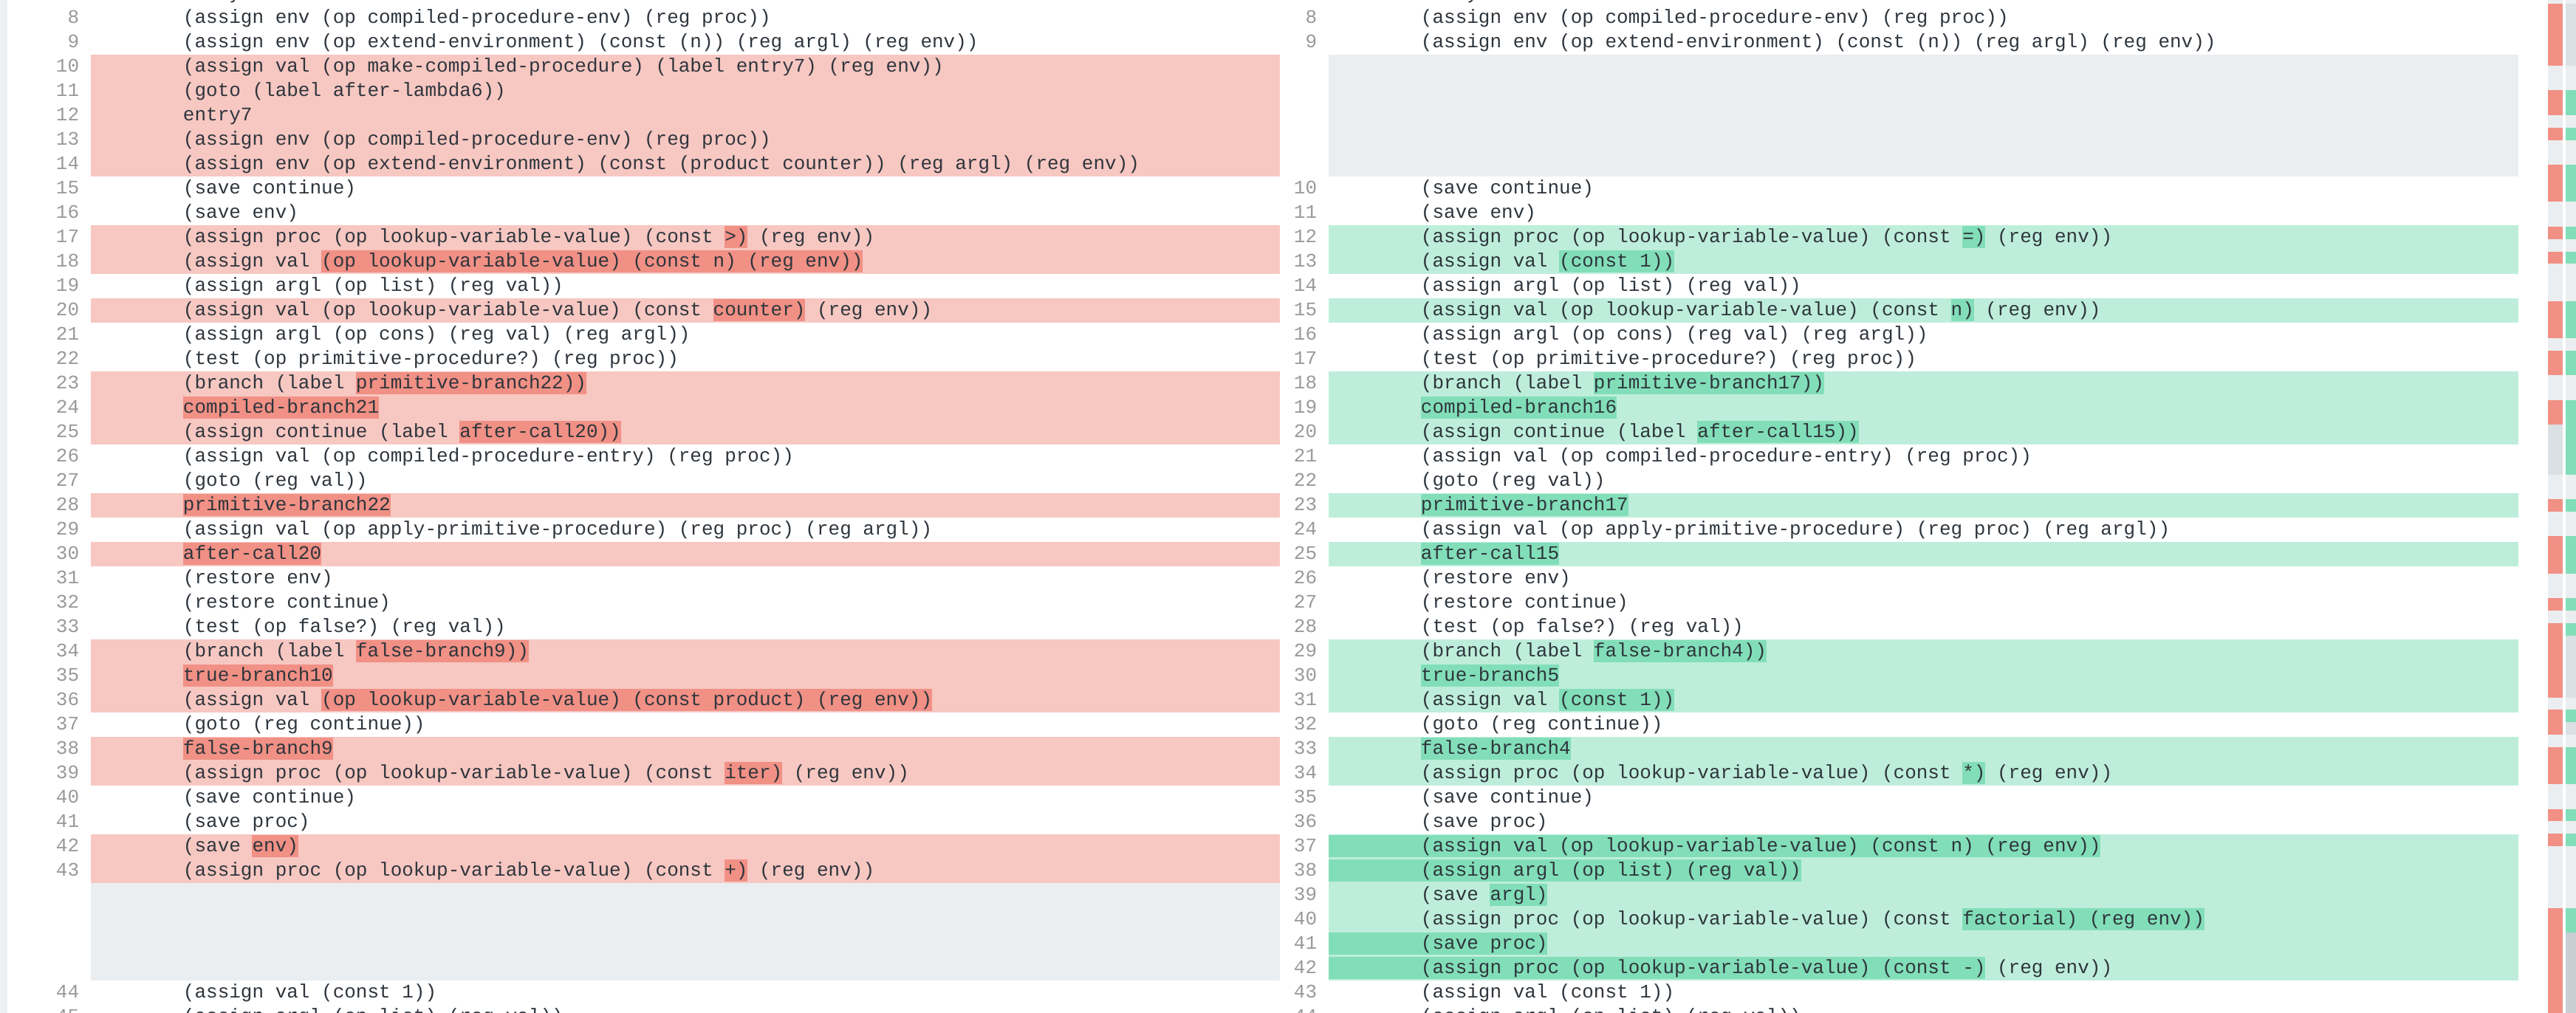 8 (assign env (op compiled-procedure-env) (reg proc))
9 (assign env (op extend-environment) (const (n)) (reg argl) (reg env))
10 (assign val (op make-compiled-procedure) (label entry7) (reg env))
11 (goto (label after-lambda6))
12 entry7
13 (assign env (op compiled-procedure-env) (reg proc))
14 (assign env (op extend-environment) (const (product counter)) (reg argl) (reg env))
15 (save continue)
16 (save env)
17 (assign proc (op lookup-variable-value) (const >) (reg env))
18 (assign val (op lookup-variable-value) (const n) (reg env))
19 (assign argl (op list) (reg val))
20 (assign val (op lookup-variable-value) (const counter) (reg env))
21 (assign argl (op cons) (reg val) (reg argl))
22 (test (op primitive-procedure?) (reg proc))
23 (branch (label primitive-branch22))
24 compiled-branch21
25 (assign continue (label after-call20))
26 (assign val (op compiled-procedure-entry) (reg proc))
27 (goto (reg val))
28 primitive-branch22
29 (assign val (op apply-primitive-procedure) (reg proc) (reg argl))
30 after-call20
31 (restore env)
32 (restore continue)
33 (test (op false?) (reg val))
34 (branch (label false-branch9))
35 true-branch10
36 (assign val (op lookup-variable-value) (const product) (reg env))
37 (goto (reg continue))
38 false-branch9
39 (assign proc (op lookup-variable-value) (const iter) (reg env))
40 (save continue)
41 (save proc)
42 (save env)
43 (assign proc (op lookup-variable-value) (const +) (reg env))
44 (assign val (const 1))
45 (assign argl (op list) (reg val))
8 (assign env (op compiled-procedure-env) (reg proc))
9 (assign env (op extend-environment) (const (n)) (reg argl) (reg env))
10 (save continue)
11 (save env)
12 (assign proc (op lookup-variable-value) (const =) (reg env))
13 (assign val (const 1))
14 (assign argl (op list) (reg val))
15 (assign val (op lookup-variable-value) (const n) (reg env))
16 (assign argl (op cons) (reg val) (reg argl))
17 (test (op primitive-procedure?) (reg proc))
18 (branch (label primitive-branch17))
19 compiled-branch16
20 (assign continue (label after-call15))
21 (assign val (op compiled-procedure-entry) (reg proc))
22 (goto (reg val))
23 primitive-branch17
24 (assign val (op apply-primitive-procedure) (reg proc) (reg argl))
25 after-call15
26 (restore env)
27 (restore continue)
28 (test (op false?) (reg val))
29 (branch (label false-branch4))
30 true-branch5
31 (assign val (const 1))
32 (goto (reg continue))
33 false-branch4
34 (assign proc (op lookup-variable-value) (const *) (reg env))
35 (save continue)
36 (save proc)
37 (assign val (op lookup-variable-value) (const n) (reg env))
38 (assign argl (op list) (reg val))
39 (save argl)
40 (assign proc (op lookup-variable-value) (const factorial) (reg env))
41 (save proc)
42 (assign proc (op lookup-variable-value) (const -) (reg env))
43 (assign val (const 1))
44 (assign argl (op list) (reg val))